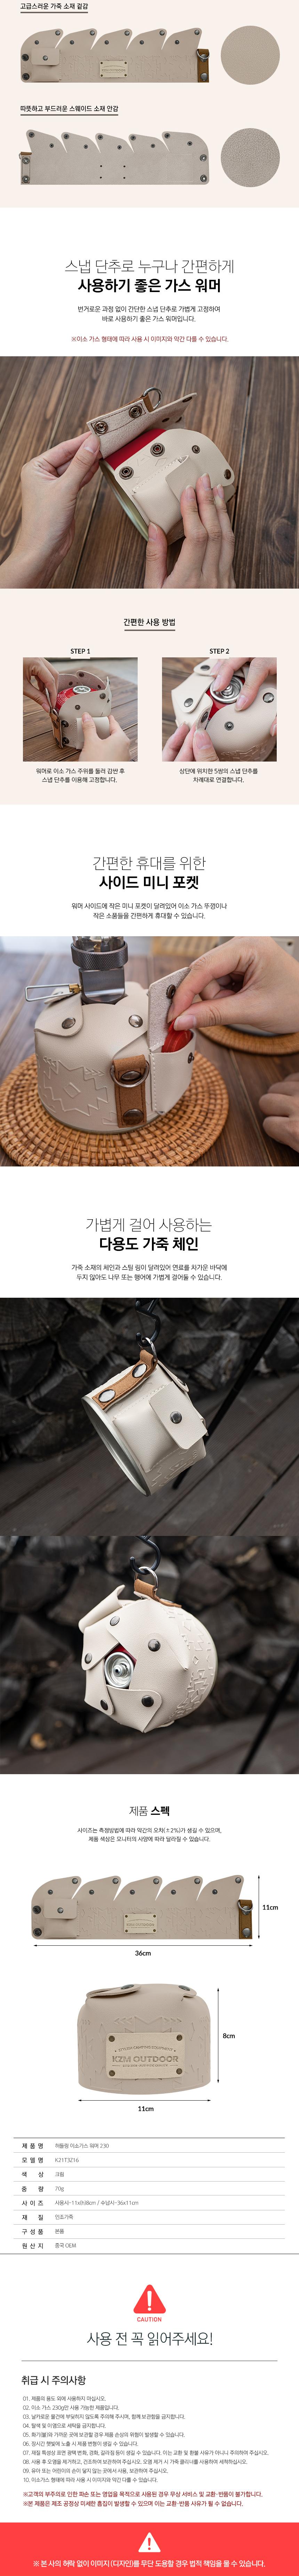 고급스러운 가죽 소재 겉감
KZM OUTDOOR
따뜻하고 부드러운 스웨이드 소재 안감
스냅 단추로 누구나 간편하게
사용하기 좋은 가스 워머
번거로운 과정 없이 간단한 스냅 단추로 가볍게 고정하여
바로 사용하기 좋은 가스 워머입니다.
※이소 가스 형태에 따라 사용 시 이미지와 약간 다를 수 있습니다.
간편한 사용 방법
STEP 1
STEP 2
워머로 이소 가스 주위를 둘러 감싼 후
스냅 단추를 이용해 고정합니다.
상단에 위치한 5쌍의 스냅 단추를
차례대로 연결합니다.
간편한 휴대를 위한
사이드 미니 포켓
워머 사이드에 작은 미니 포켓이 달려있어 이소 가스 뚜껑이나
작은 소품들을 간편하게 휴대할 수 있습니다.
가볍게 걸어 사용하는
다용도 가죽 체인
가죽 소재의 체인과 스틸 링이 달려있어 연료를 차가운 바닥에
두지 않아도 나무 또는 행어에 가볍게 걸어둘 수 있습니다.
제품 스펙
사이즈는 측정방법에 따라 약간의 오차(±2%)가 생길 수 있으며,
제품 색상은 모니터의 사양에 따라 달라질 수 있습니다.
11cm
36cm
KZM OUTDOOR
8cm
11cm
제품명 하들랑 이소가스 워머 230
모델명 K21T3Z16
색상 크림
중량 70g
사이즈 사용시-11x(h)8cm / 수납시-36x11cm
재질 인조가죽
구성품 본품
원산지 중국 OEM
CAUTION
사용 전 꼭 읽어주세요!
취급 시 주의사항
01. 제품의 용도 외에 사용하지 마십시오.
02. 이소 가스 230g만 사용 가능한 제품입니다.
03. 날카로운 물건에 부딪히지 않도록 주의해 주시며, 함께 보관함을 금지합니다.
04. 탈색 및 이염으로 세탁을 금지합니다.
05. 화기(불)와 가까운 곳에 보관할 경우 제품 손상의 위험이 발생할 수 있습니다.
06. 장시간 햇빛에 노출 시 제품 변형이 생길 수 있습니다.
07. 재질 특성상 표면 광택 변화, 경화, 갈라짐 등이 생길 수 있습니다. 이는 교환 및 환불 사유가 아니니 주의하여 주십시오.
08. 사용 후 오염을 제거하고, 건조하여 보관하여 주십시오. 오염 제거 시 가죽 클리너를 사용하여 세척하십시오.
09. 유아 또는 어린이의 손이 닿지 않는 곳에서 사용, 보관하여 주십시오.
10. 이소가스 형태에 따라 사용 시 이미지와 약간 다를 수 있습니다.
※고객의 부주의로 인한 파손 또는 영업을 목적으로 사용된 경우 무상 서비스 및 교환·반품이 불가합니다.
※본 제품은 제조 공정상 미세한 흠집이 발생할 수 있으며 이는 교환·반품 사유가 될 수 없습니다.
※ 본 사의 허락 없이 이미지(디자인)를 무단 도용할 경우 법적 책임을 물을 수 있습니다.